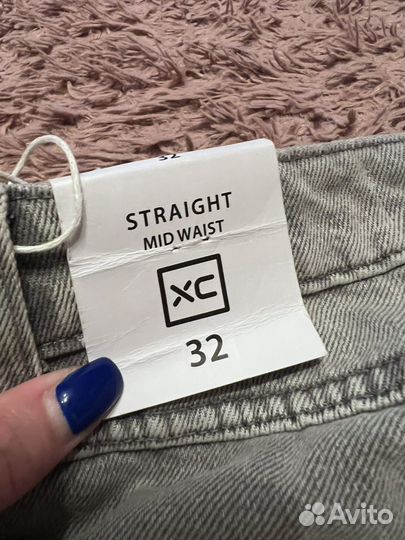 32
STRAIGHT
MID WAIST
XC
32
Avito